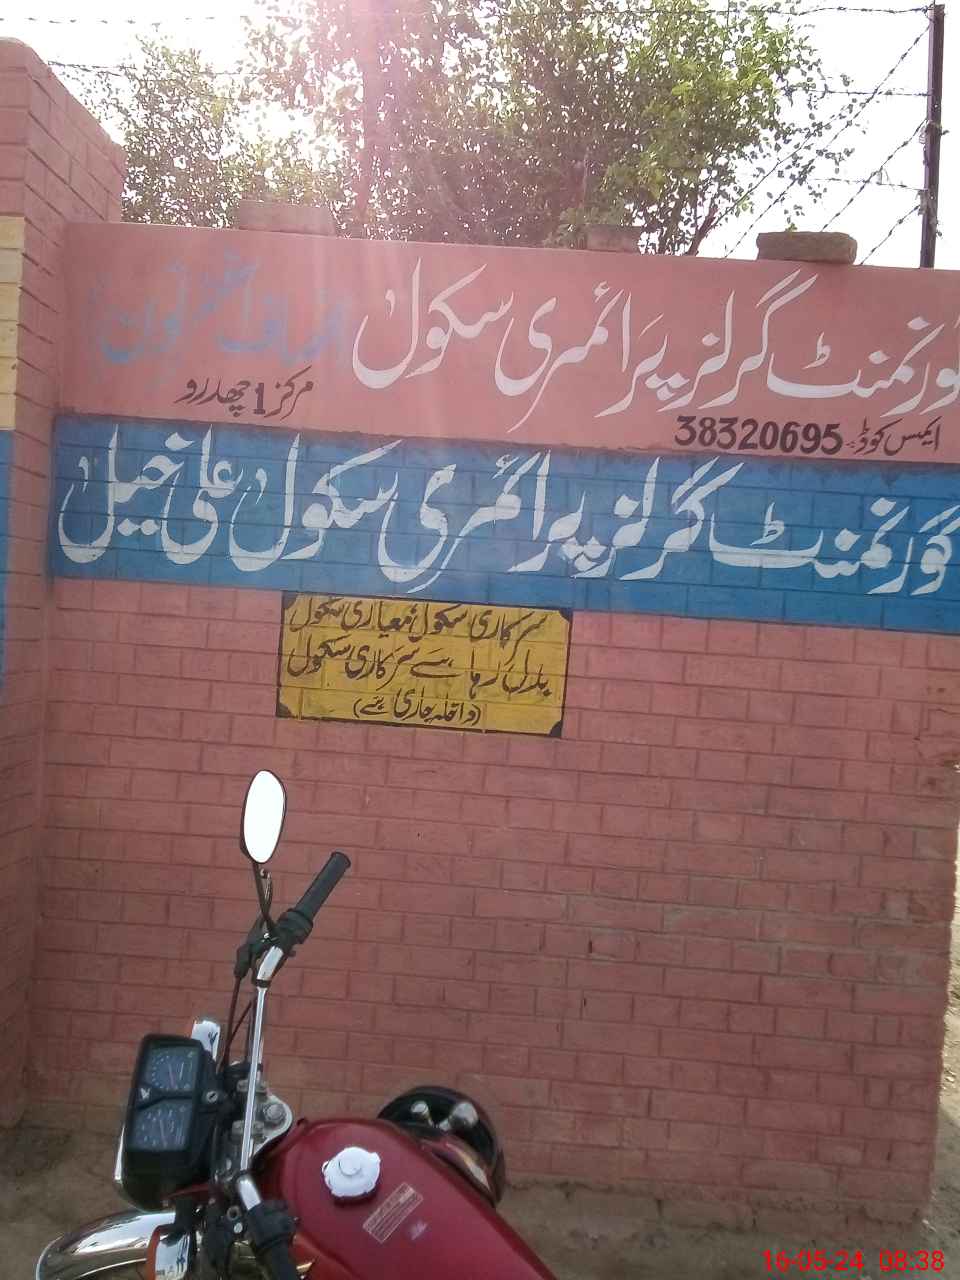 گورنمنٹ گرلز پرائمری سکول
ایمس کوڈ 38320695 مرکز 1 چھدرو
گورنمنٹ گرلز پرائمری سکول علی خیل
سرکاری سکول، معیاری سکول
بدل رہا ہے سرکاری سکول
(داخلہ جاری ہے)
16-05-24 08:38